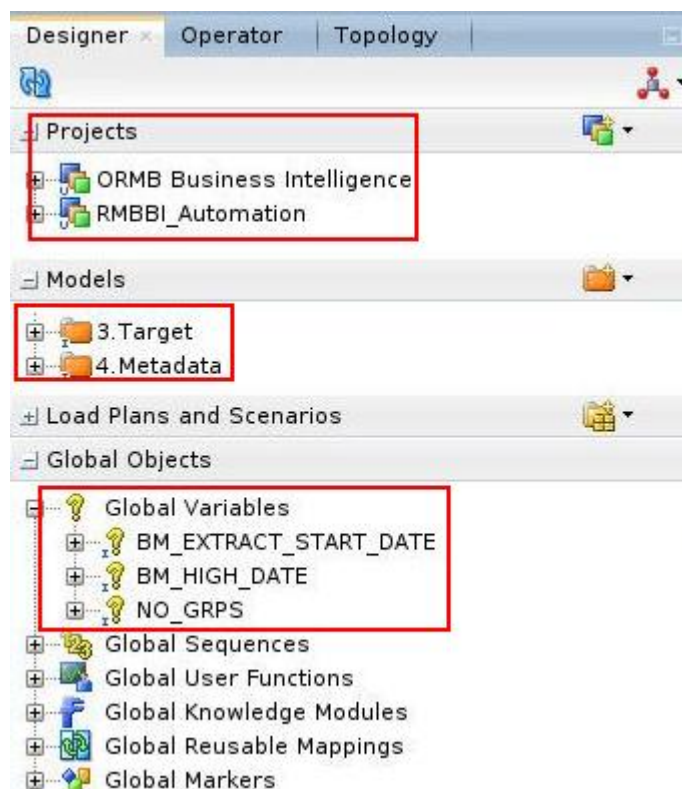 Designer Operator Topology
Projects
ORMB Business Intelligence
RMBBI_Automation
Models
3.Target
4.Metadata
Load Plans and Scenarios
Global Objects
Global Variables
BM_EXTRACT_START_DATE
BM_HIGH_DATE
NO_GRPS
Global Sequences
Global User Functions
Global Knowledge Modules
Global Reusable Mappings
Global Markers